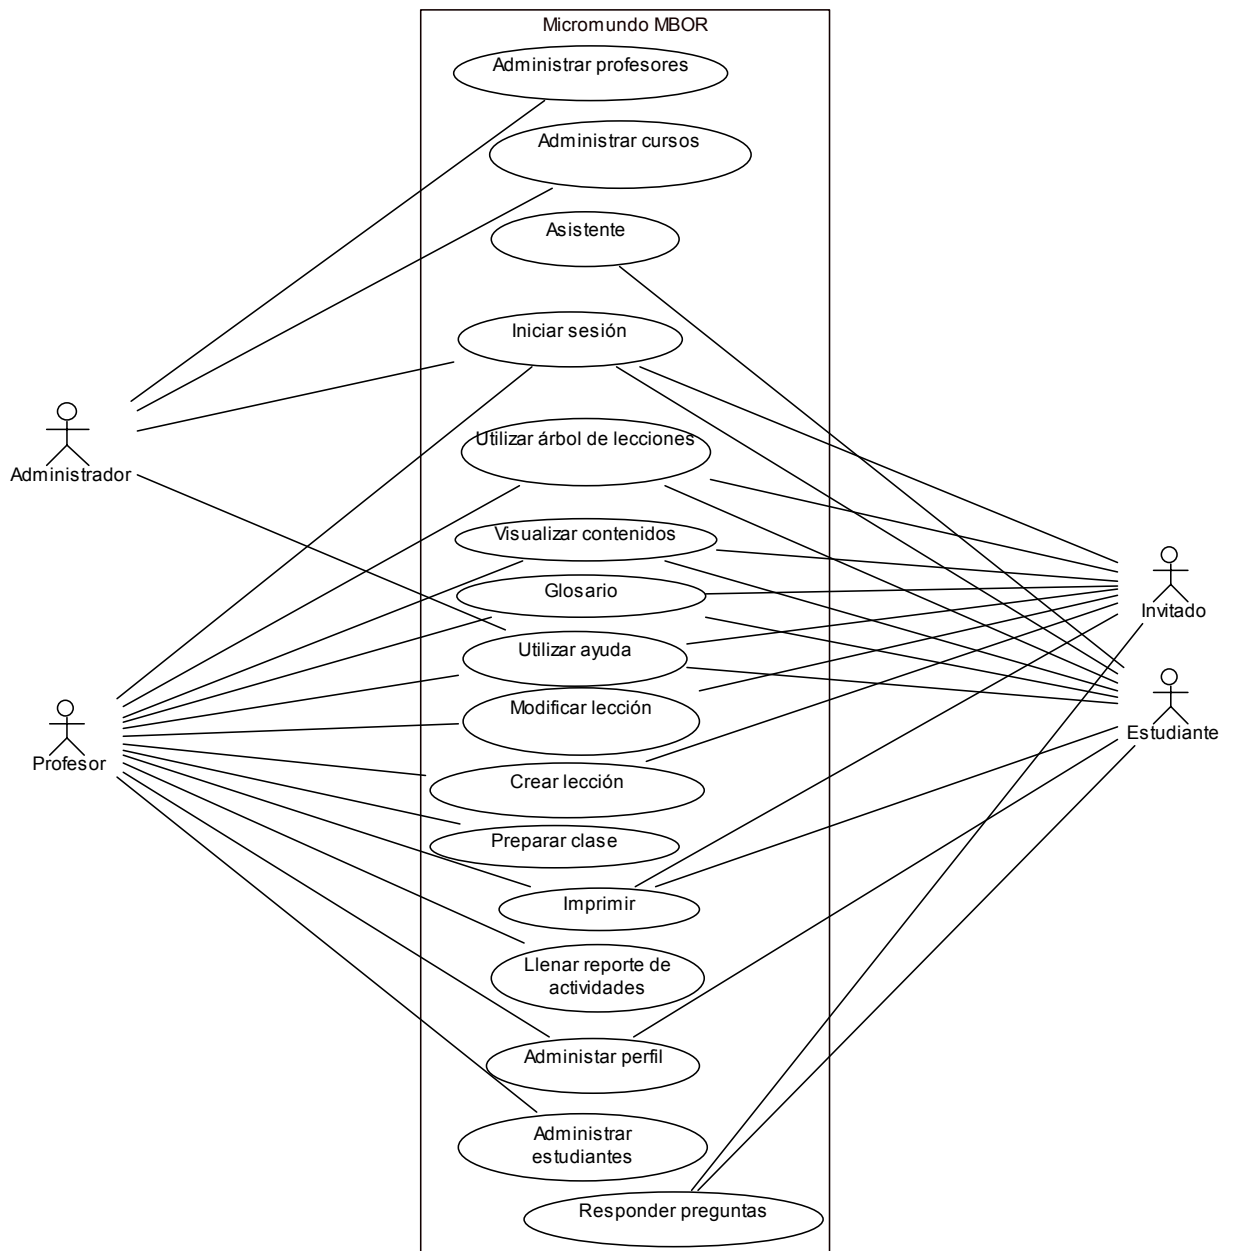 Micromundo MBOR
Administrar profesores
Administrar cursos
Asistente
Iniciar sesión
Administrador
Utilizar árbol de lecciones
Visualizar contenidos
Glosario
Invitado
Utilizar ayuda
Modificar lección
Estudiante
Profesor
Crear lección
Preparar clase
Imprimir
Llenar reporte de
actividades
Administar perfil
Administrar
estudiantes
Responder preguntas